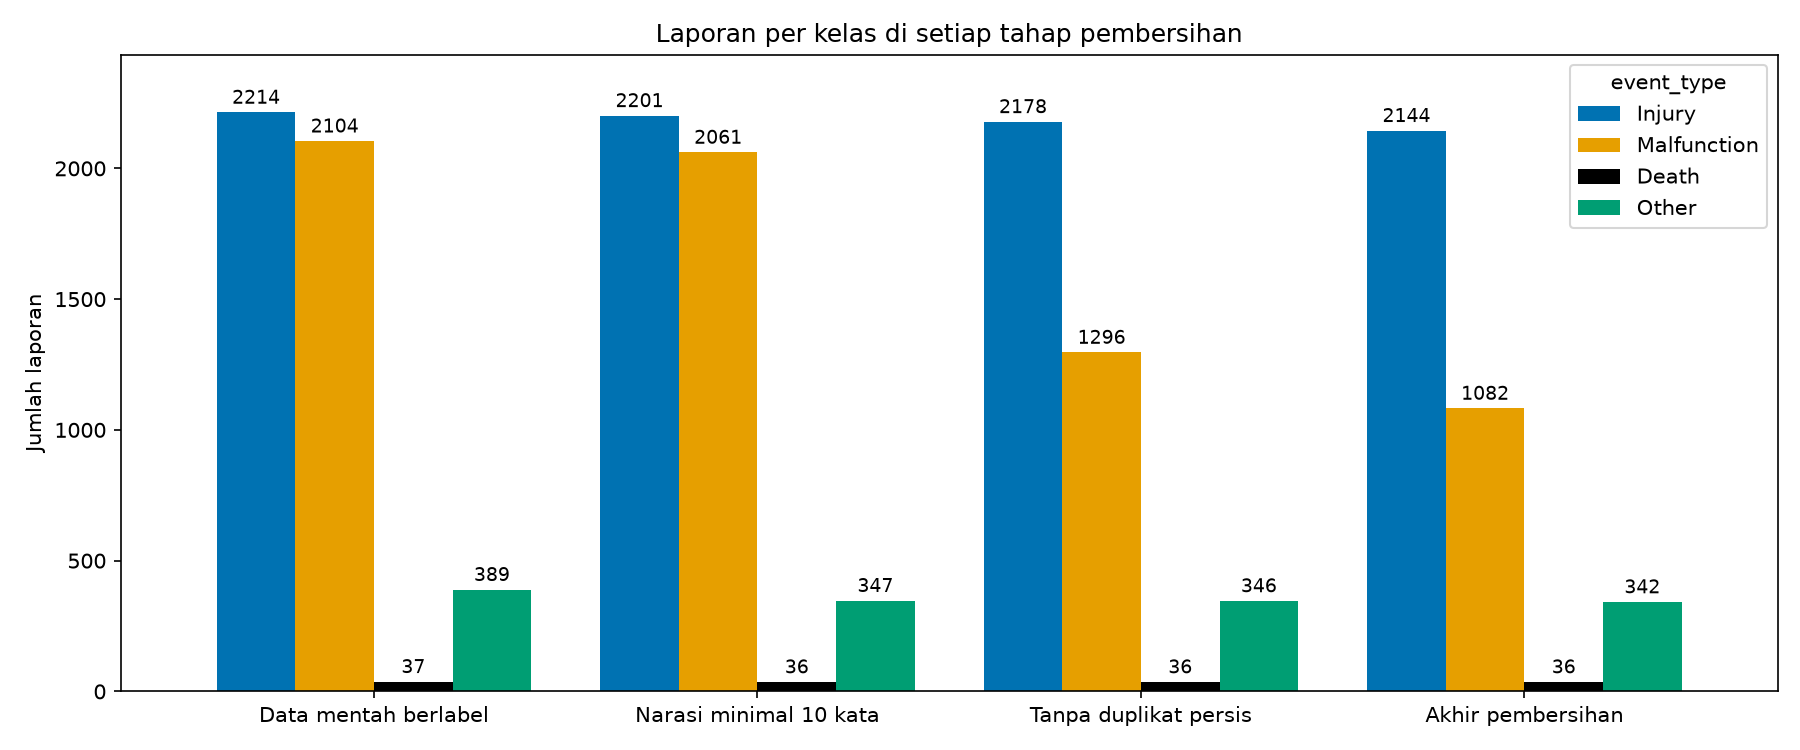 Laporan per kelas di setiap tahap pembersihan
event_type
Injury
Malfunction
Death
Other
Jumlah laporan
2000
1500
1000
500
0
2214
2104
37
389
2201
2061
36
347
2178
1296
36
346
2144
1082
36
342
Data mentah berlabel
Narasi minimal 10 kata
Tanpa duplikat persis
Akhir pembersihan